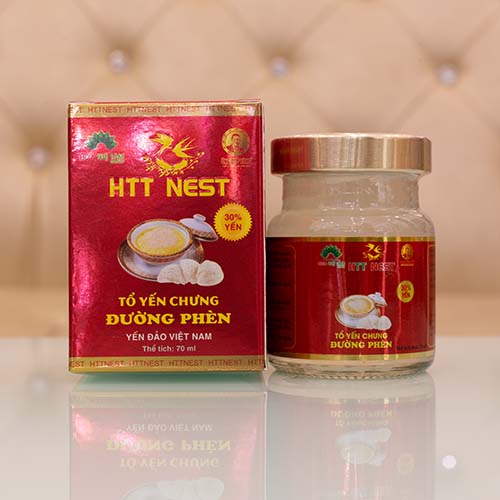 HTTNEST HTTNEST HTTNEST HTTNEST
HTT NEST
30%
YẾN
TỔ YẾN CHƯNG
ĐƯỜNG PHÈN
YẾN ĐẢO VIỆT NAM
Thể tích: 70 ml
HTTNEST HTTNEST HTTNEST HTTNEST
HTT NEST
30%
YẾN
TỔ YẾN CHƯNG
ĐƯỜNG PHÈN